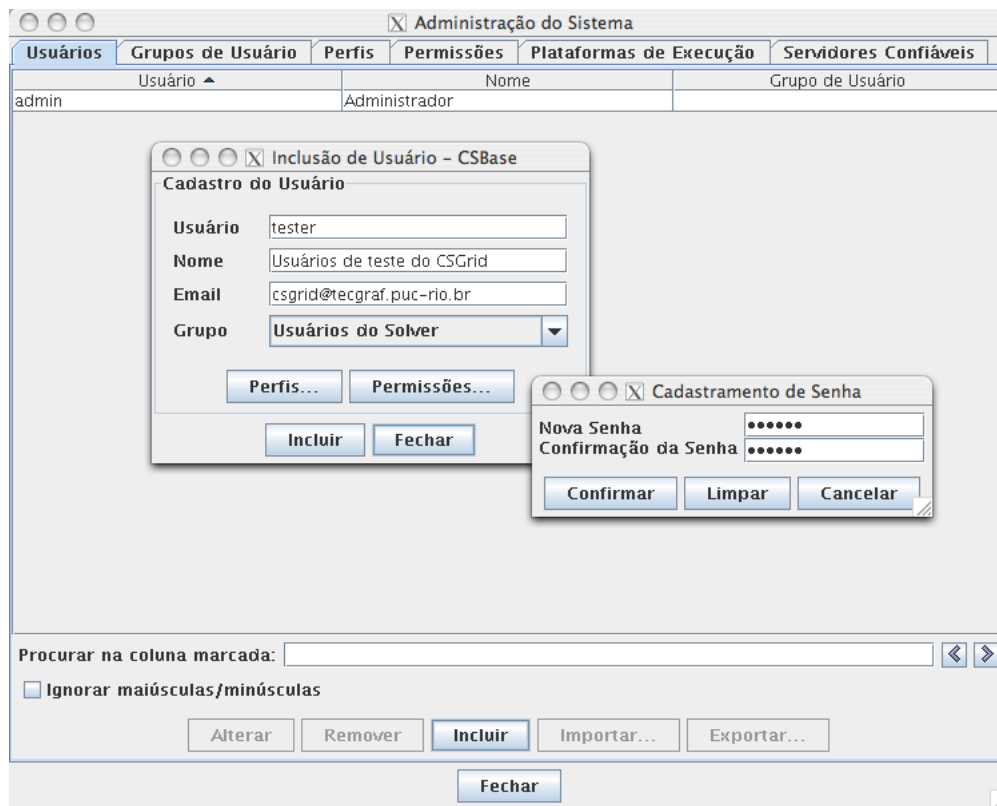 Administração do Sistema
Usuários Grupos de Usuário Perfis Permissões Plataformas de Execução Servidores Confiáveis
Usuário Nome Grupo de Usuário
admin Administrador
Inclusão de Usuário - CSBase
Cadastro do Usuário
Usuário tester
Nome Usuários de teste do CSGrid
Email csgrid@tecgraf.puc-rio.br
Grupo Usuários do Solver
Perfis... Permissões...
Incluir Fechar
Cadastramento de Senha
Nova Senha ••••••
Confirmação da Senha ••••••
Confirmar Limpar Cancelar
Procurar na coluna marcada:
Ignorar maiúsculas/minúsculas
Alterar Remover Incluir Importar... Exportar...
Fechar